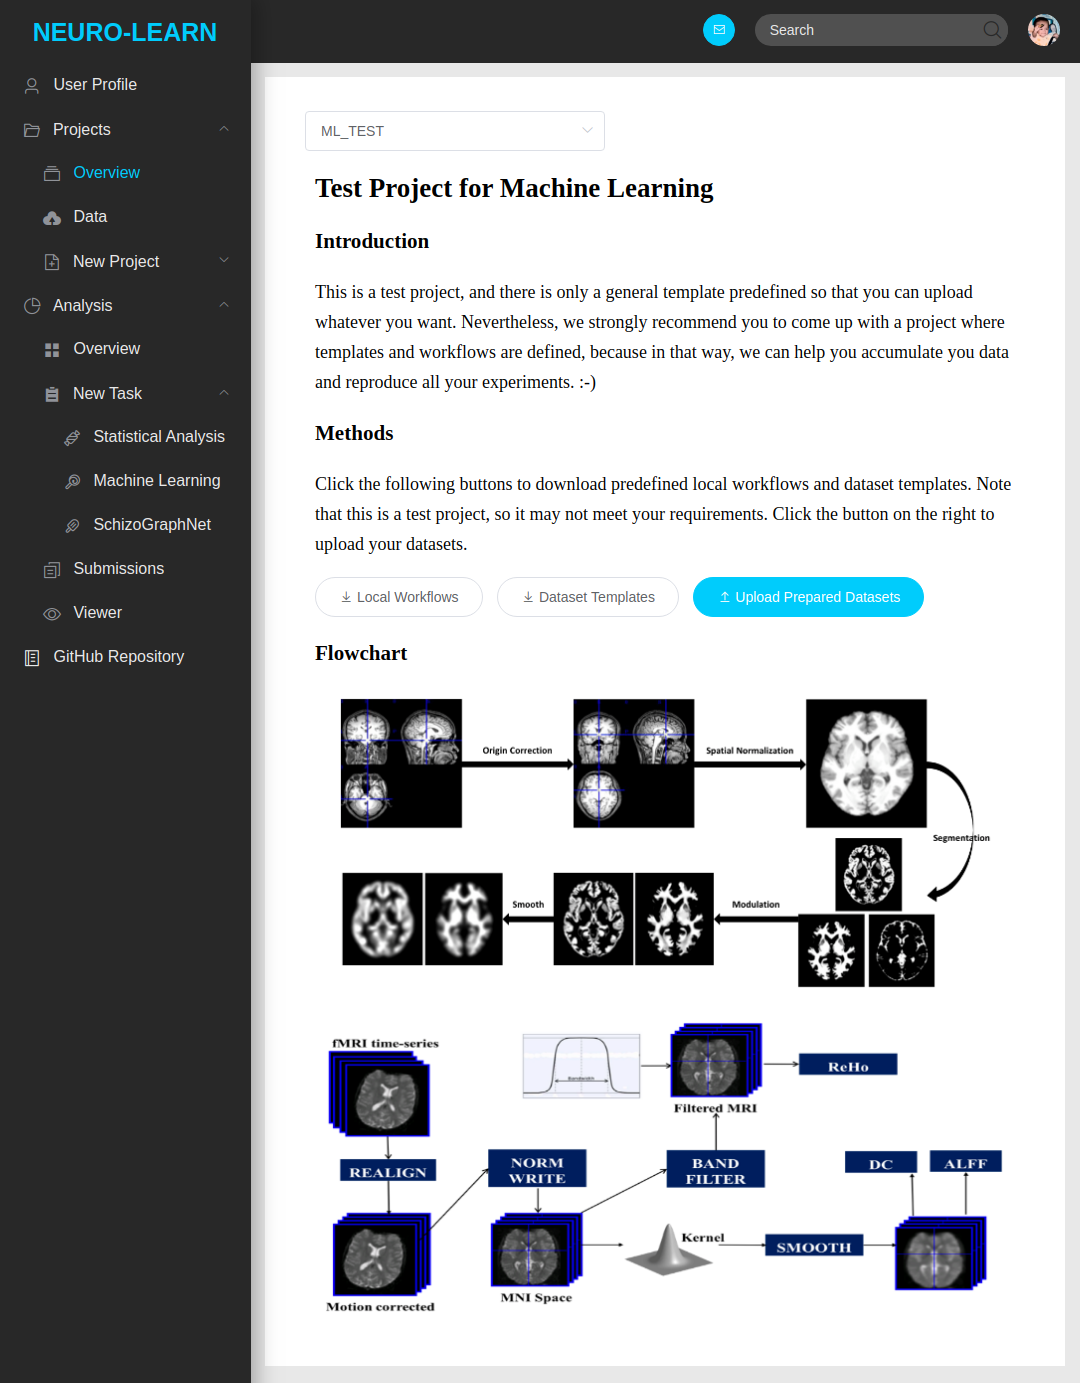 NEURO-LEARN
Search
User Profile
Projects
Overview
Data
New Project
Analysis
Overview
New Task
Statistical Analysis
Machine Learning
SchizoGraphNet
Submissions
Viewer
GitHub Repository
ML_TEST
Test Project for Machine Learning
Introduction
This is a test project, and there is only a general template predefined so that you can upload
whatever you want. Nevertheless, we strongly recommend you to come up with a project where
templates and workflows are defined, because in that way, we can help you accumulate you data
and reproduce all your experiments. :-)
Methods
Click the following buttons to download predefined local workflows and dataset templates. Note
that this is a test project, so it may not meet your requirements. Click the button on the right to
upload your datasets.
Local Workflows
Dataset Templates
Upload Prepared Datasets
Flowchart
Origin Correction
Spatial Normalization
Segmentation
Smooth
Modulation
fMRI time-series
Bandwidth
ReHo
Filtered MRI
REALIGN
NORM
WRITE
BAND
FILTER
DC
ALFF
Kernel
SMOOTH
MNI Space
Motion corrected